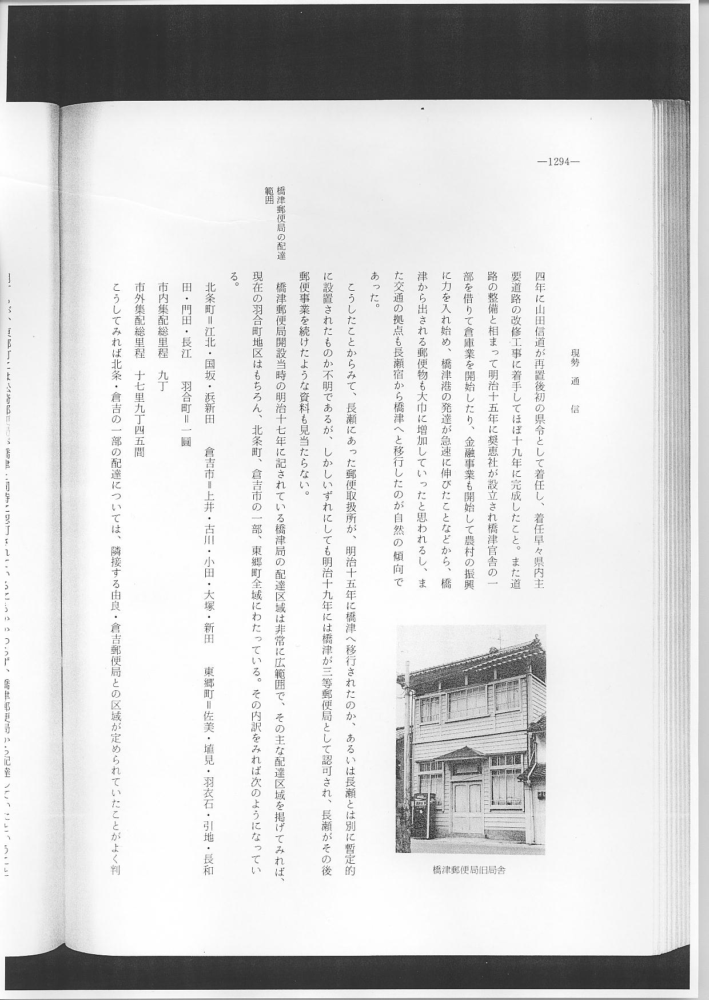 ―1294―
現勢 通 信
四年に山田信道が再置後初の県令として着任し、着任早々県内主
要道路の改修工事に着手してほぼ十九年に完成したこと。また道
路の整備と相まって明治十五年に奨恵社が設立され橋津官舎の一
部を借りて倉庫業を開始したり、金融事業も開始して農村の振興
に力を入れ始め、橋津港の発達が急速に伸びたことなどから、橋
津から出される郵便物も大巾に増加していったと思われるし、ま
た交通の拠点も長瀬宿から橋津へと移行したのが自然の傾向で
あった。
橋津郵便局旧局舎
こうしたことからみて、長瀬にあった郵便取扱所が、明治十五年に橋津へ移行されたのか、あるいは長瀬とは別に暫定的
に設置されたものか不明であるが、しかしいずれにしても明治十九年には橋津が三等郵便局として認可され、長瀬がその後
郵便事業を続けたような資料も見当たらない。
橋津郵便局の配達
範囲
橋津郵便局開設当時の明治十七年に記されている橋津局の配達区域は非常に広範囲で、その主な配達区域を掲げてみれば、
現在の羽合町地区はもちろん、北条町、倉吉市の一部、東郷町全域にわたっている。その内訳をみれば次のようになってい
る。
北条町＝江北・国坂・浜新田 倉吉市＝上井・古川・小田・大塚・新田 東郷町＝佐美・埴見・羽衣石・引地・長和
田・門田・長江 羽合町＝一圓
市内集配総里程 九丁
市外集配総里程 十七里九丁四五間
こうしてみれば北条・倉吉の一部の配達については、隣接する由良・倉吉郵便局との区域が定められていたことがよく判